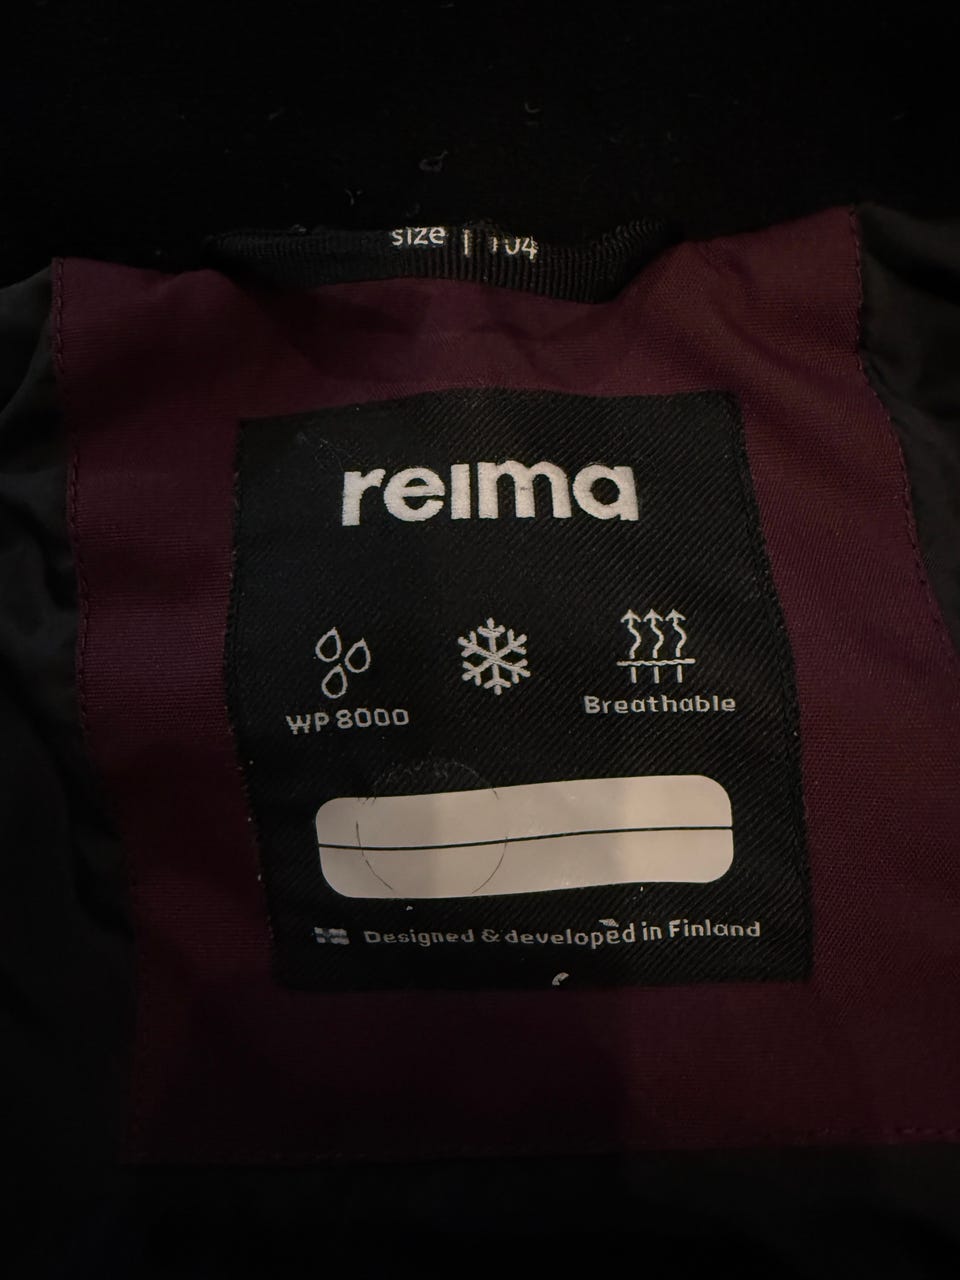 size | 104
reima
WP 8000
Breathable
Designed & developed in Finland